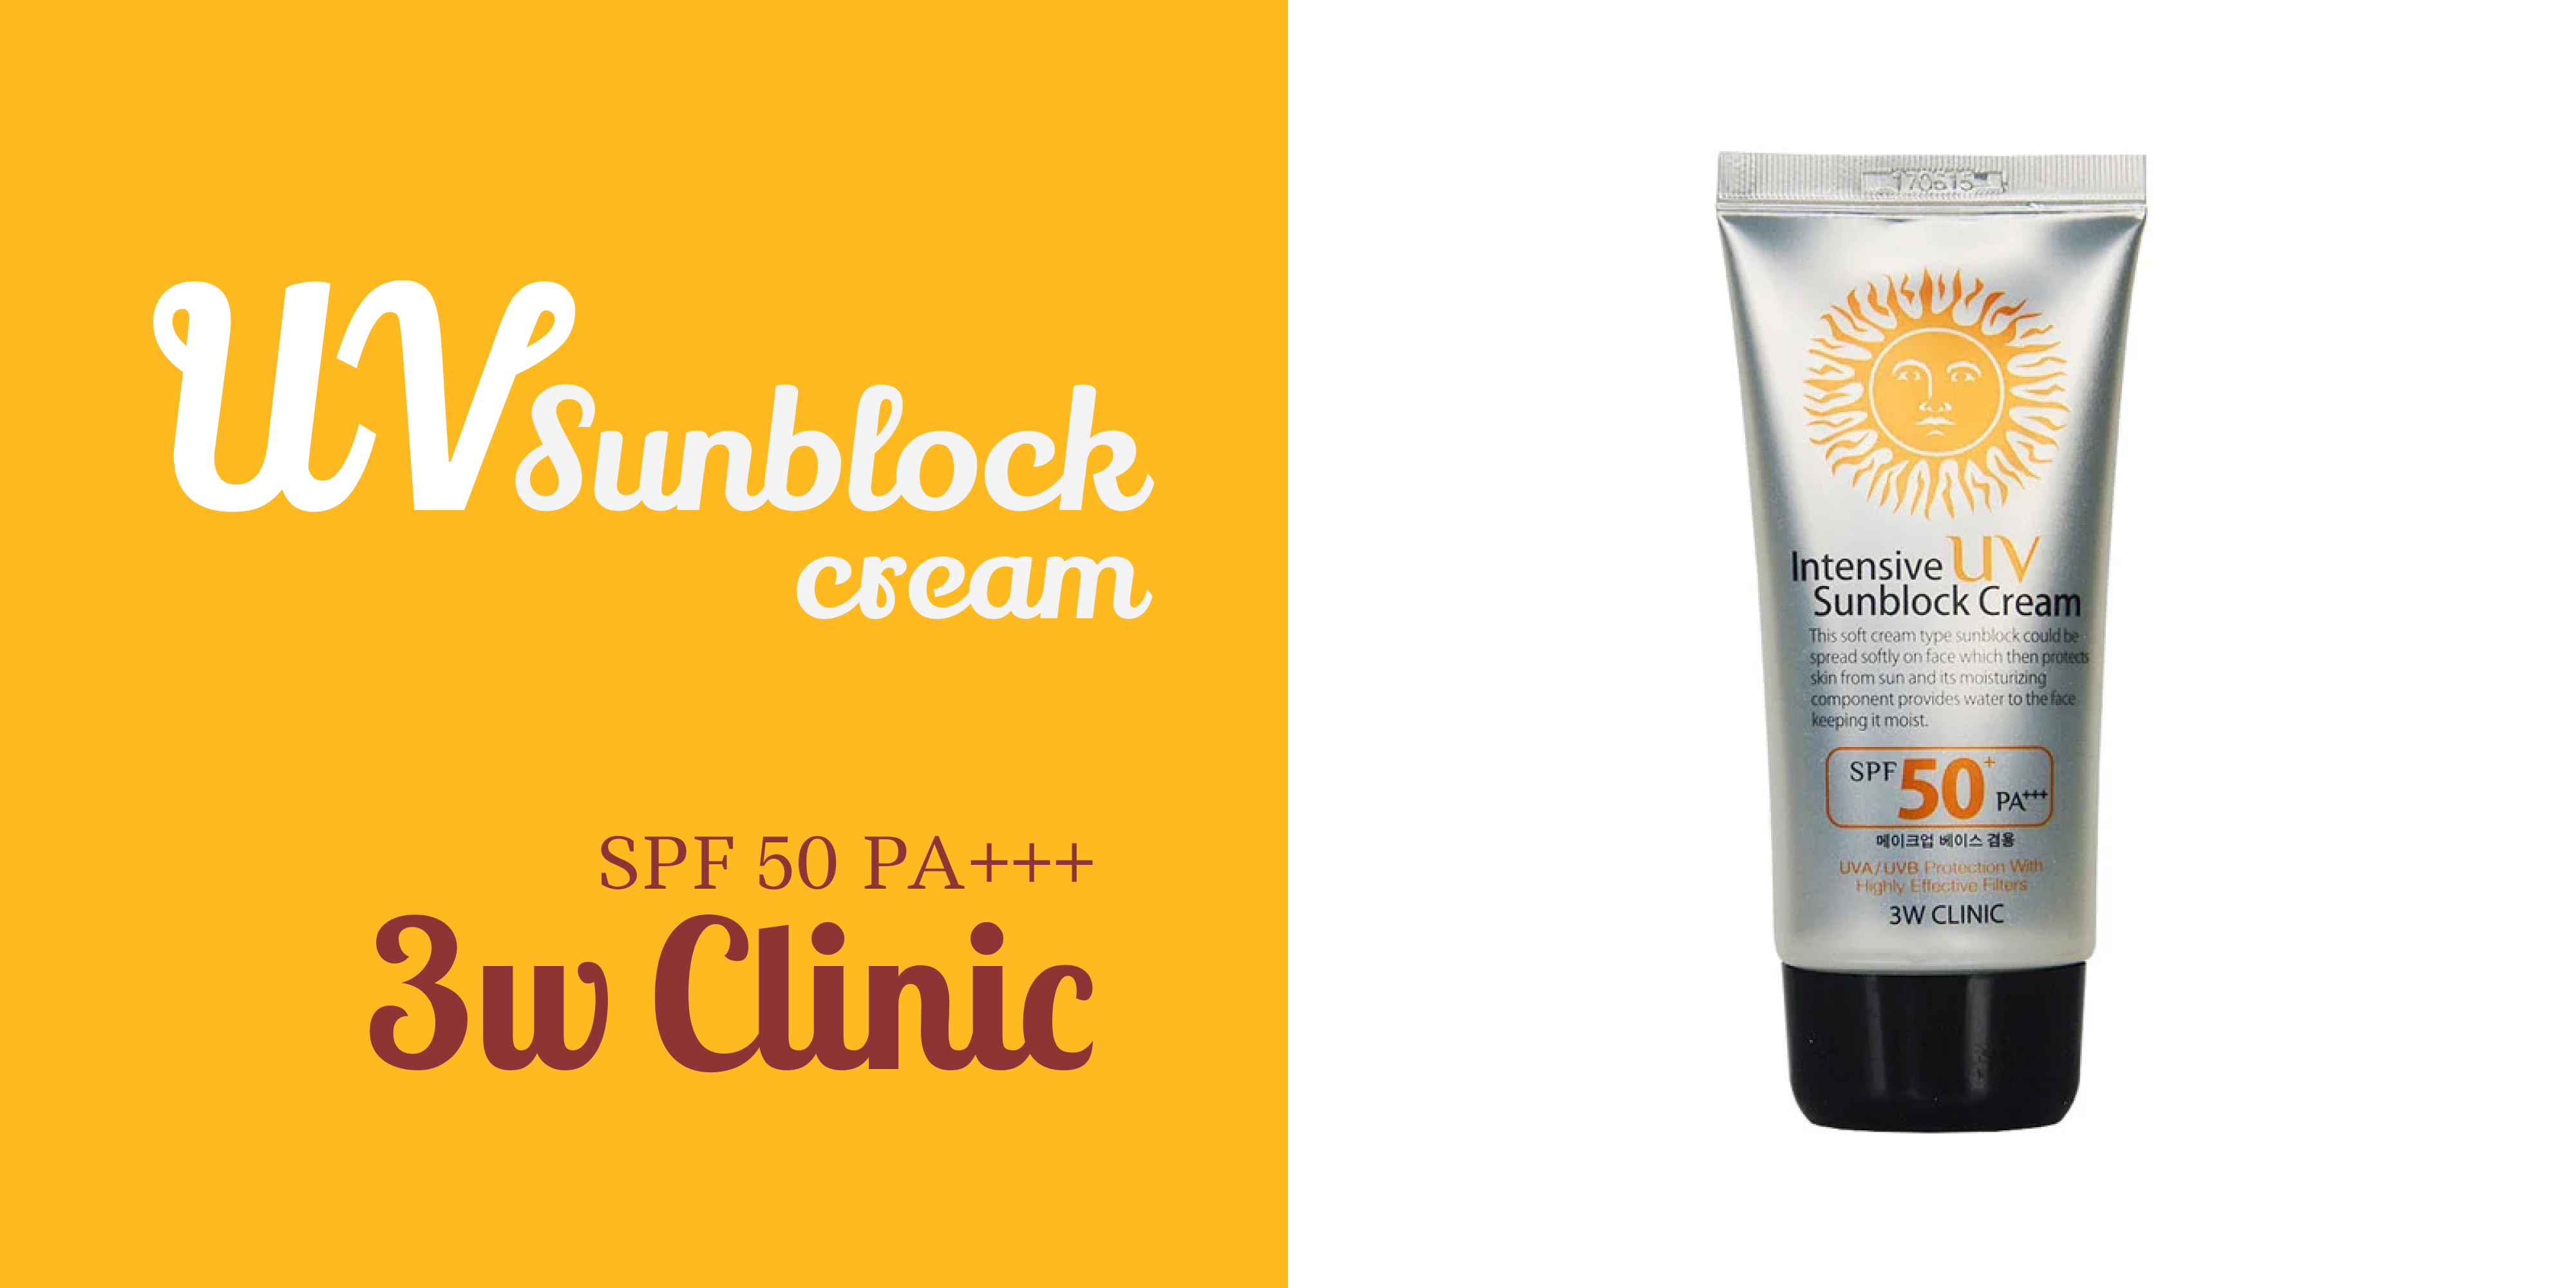 UV Sunblock
cream
SPF 50 PA+++
3w Clinic
Intensive UV
Sunblock Cream
This soft cream type sunblock could be
spread softly on face which then protects
skin from sun and its moisturizing
component provides water to the face
keeping it moist.
SPF 50+ PA+++
메이크업 베이스 겸용
UVA/UVB Protection With
Highly Effective Filters
3W CLINIC